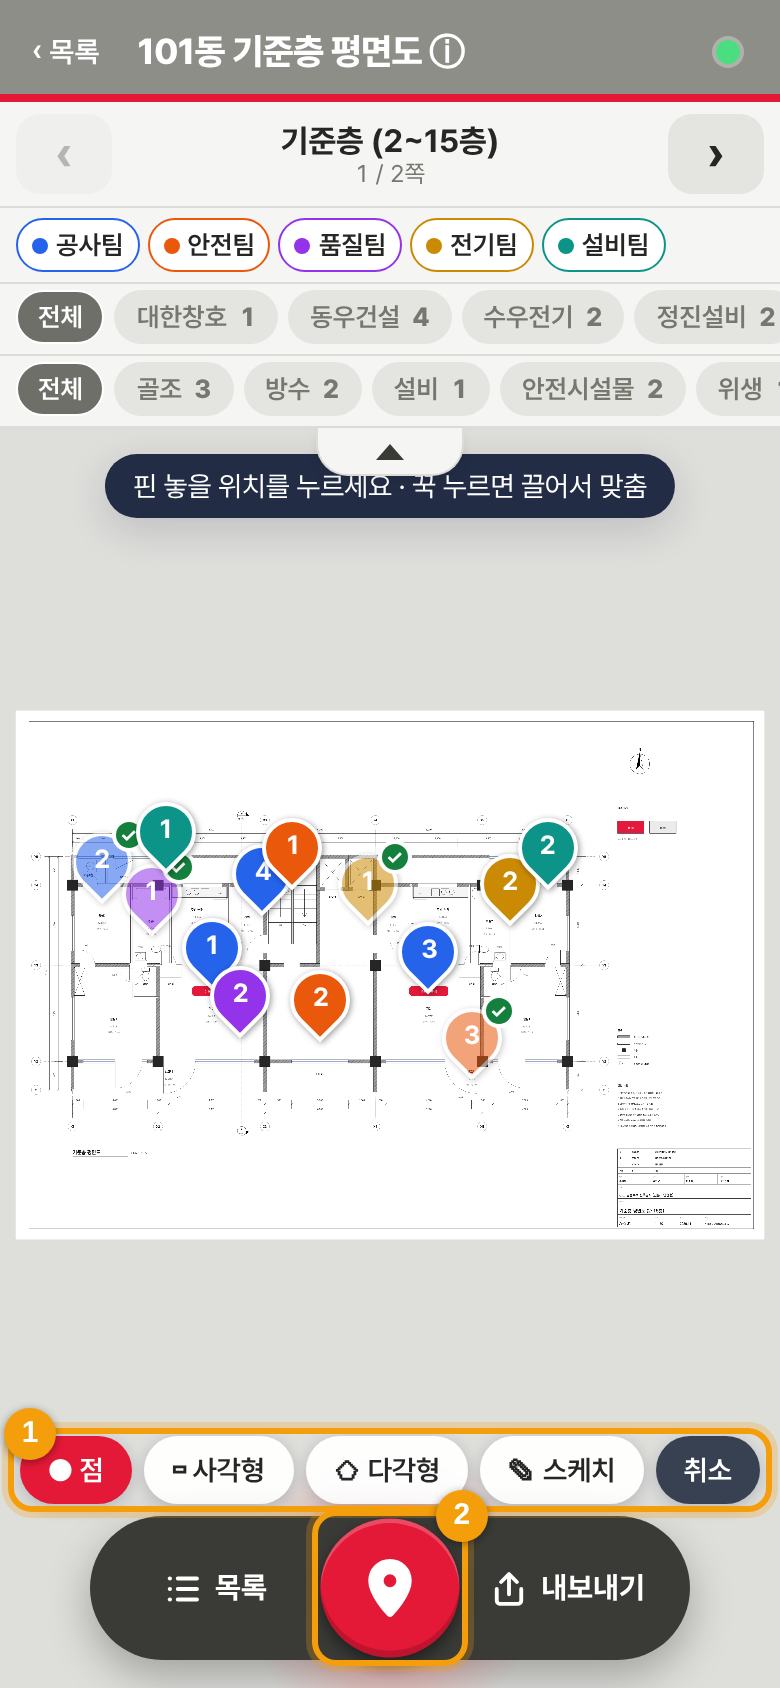 ‹ 목록 101동 기준층 평면도 ⓘ
‹ 기준층 (2~15층) ›
1 / 2쪽
공사팀 안전팀 품질팀 전기팀 설비팀
전체 대한창호 1 동우건설 4 수우전기 2 정진설비 2
전체 골조 3 방수 2 설비 1 안전시설물 2 위생
핀 놓을 위치를 누르세요 · 꾹 누르면 끌어서 맞춤
2 1 1 4 1 1 2 2
1 2 2 3 3
기준층 평면도
1
점 사각형 다각형 스케치 취소
2
목록 내보내기